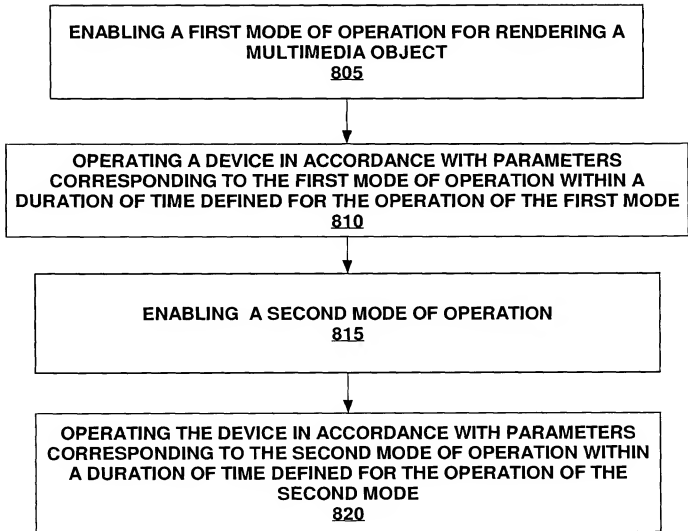 ENABLING A FIRST MODE OF OPERATION FOR RENDERING A
MULTIMEDIA OBJECT
805
OPERATING A DEVICE IN ACCORDANCE WITH PARAMETERS
CORRESPONDING TO THE FIRST MODE OF OPERATION WITHIN A
DURATION OF TIME DEFINED FOR THE OPERATION OF THE FIRST MODE
810
ENABLING A SECOND MODE OF OPERATION
815
OPERATING THE DEVICE IN ACCORDANCE WITH PARAMETERS
CORRESPONDING TO THE SECOND MODE OF OPERATION WITHIN
A DURATION OF TIME DEFINED FOR THE OPERATION OF THE
SECOND MODE
820